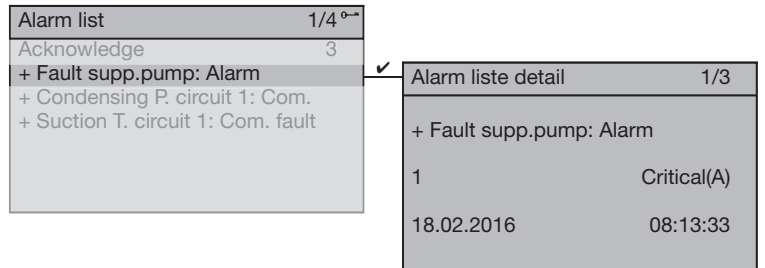 Alarm list 1/4
Acknowledge 3
+ Fault supp.pump: Alarm
+ Condensing P. circuit 1: Com.
+ Suction T. circuit 1: Com. fault
Alarm liste detail 1/3
+ Fault supp.pump: Alarm
1 Critical(A)
18.02.2016 08:13:33